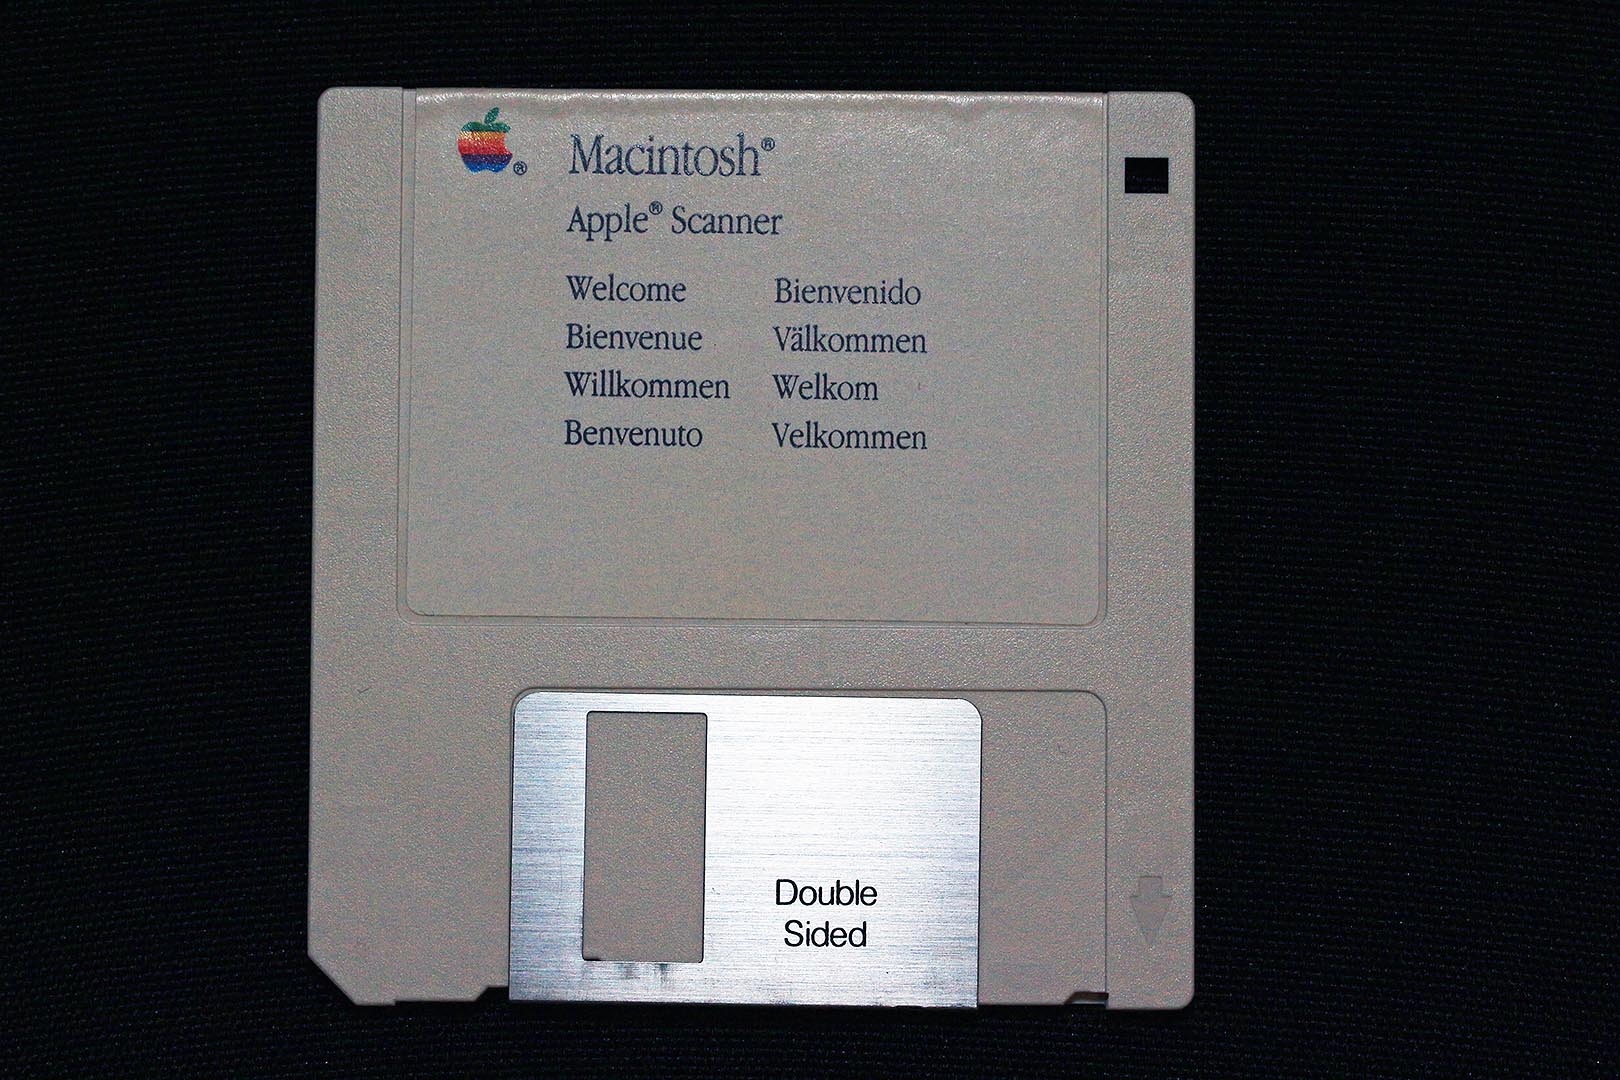 ®
Macintosh®
Apple® Scanner
Welcome Bienvenido
Bienvenue Välkommen
Willkommen Welkom
Benvenuto Velkommen
Double
Sided